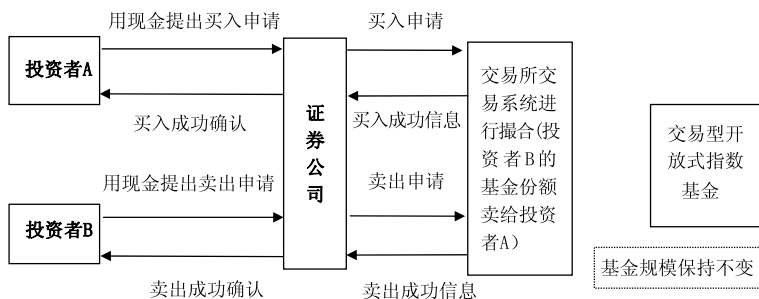 用现金提出买入申请
买入申请
投资者A
买入成功确认
买入成功信息
证
券
公
司
交易所交
易系统进
行撮合(投
资者B的
基金份额
卖给投资
者A）
交易型开
放式指数
基金
用现金提出卖出申请
卖出申请
投资者B
卖出成功确认
卖出成功信息
基金规模保持不变